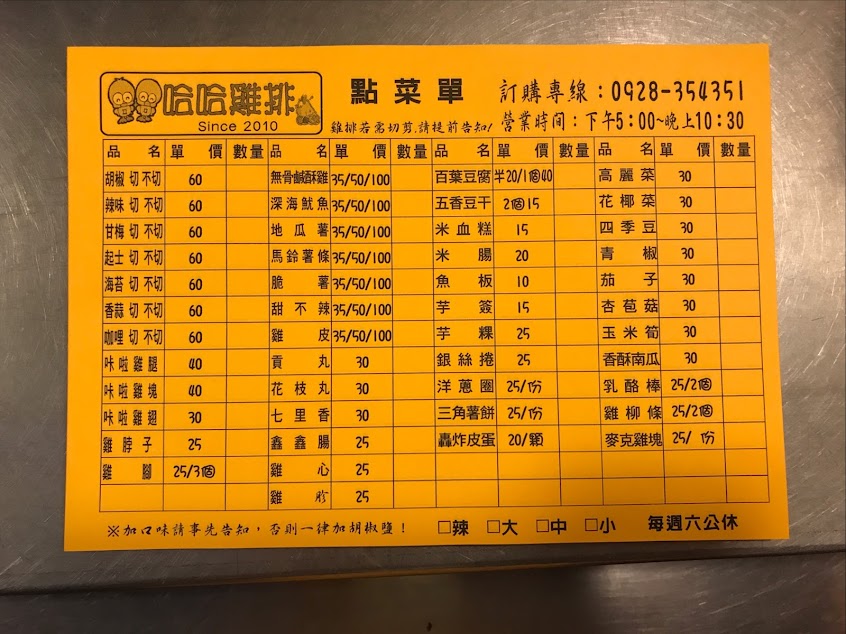 哈哈雞排
Since 2010
點菜單
訂購專線：0928-354351
雞排若需切剪,請提前告知!
營業時間：下午5:00~晚上10:30
品名 單價 數量 品名 單價 數量 品名 單價 數量 品名 單價 數量
胡椒 切 不切 60 無骨鹹酥雞 35/50/100 百葉豆腐 半20/1個40 高麗菜 30
辣味 切 不切 60 深海魷魚 35/50/100 五香豆干 2個15 花椰菜 30
甘梅 切 不切 60 地瓜薯 35/50/100 米血糕 15 四季豆 30
起士 切 不切 60 馬鈴薯條 35/50/100 米腸 20 青椒 30
海苔 切 不切 60 脆薯 35/50/100 魚板 10 茄子 30
香蒜 切 不切 60 甜不辣 35/50/100 芋簽 15 杏苞菇 30
咖哩 切 不切 60 雞皮 35/50/100 芋粿 25 玉米筍 30
咔啦雞腿 40 貢丸 30 銀絲捲 25 香酥南瓜 30
咔啦雞塊 40 花枝丸 30 洋蔥圈 25/份 乳酪棒 25/2個
咔啦雞翅 30 七里香 30 三角薯餅 25/份 雞柳條 25/2個
雞脖子 25 鑫鑫腸 25 轟炸皮蛋 20/顆 麥克雞塊 25/ 份
雞腳 25/3個 雞心 25
雞胗 25
※加口味請事先告知，否則一律加胡椒鹽！ □辣 □大 □中 □小 每週六公休